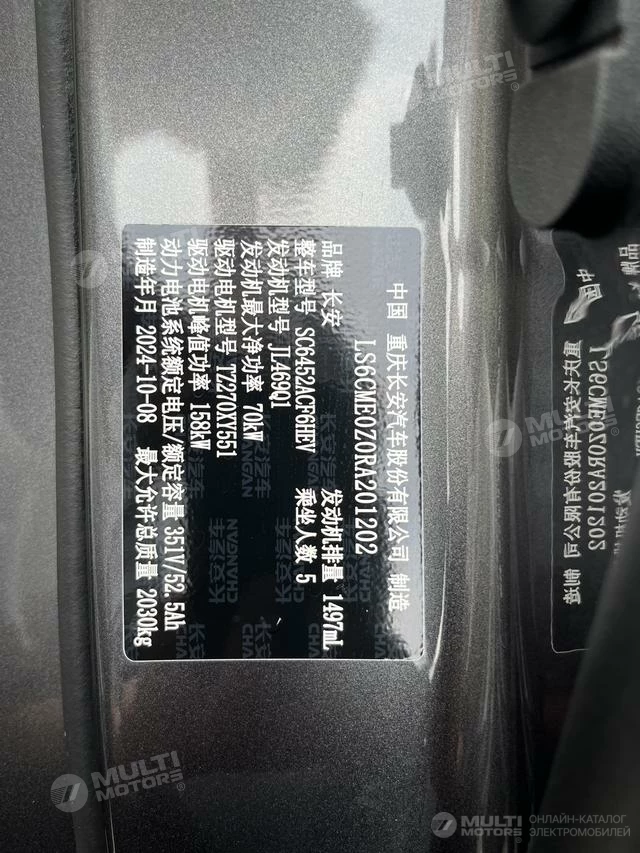 中国 重庆长安汽车股份有限公司 制造
LS6CME0Z0RA201202
品牌 长安
整车型号 SC6452ACF6HEV 乘坐人数 5
发动机型号 JL469Q1 发动机排量 1497mL
发动机最大净功率 70kW
驱动电机型号 TZ270XY551
驱动电机峰值功率 158kW
动力电池系统额定电压/额定容量 351V/52.5Ah
制造年月 2024-10-08 最大允许总质量 2030kg
长安汽车
CHANGAN
MULTI
MOTORS
MULTI
MOTORS
MULTI
MOTORS
ОНЛАЙН-КАТАЛОГ
ЭЛЕКТРОМОБИЛЕЙ